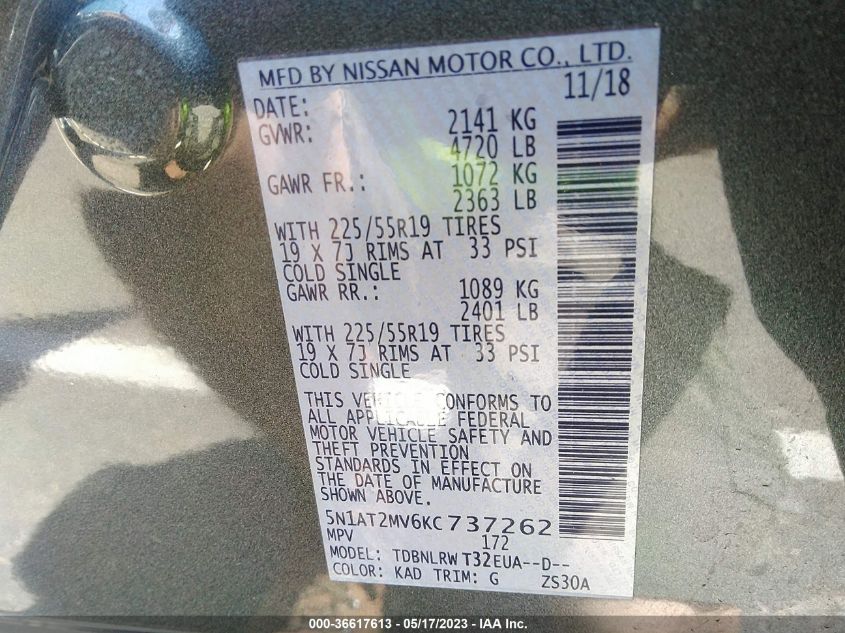 MFD BY NISSAN MOTOR CO., LTD.
DATE: 11/18
GVWR: 2141 KG
4720 LB
GAWR FR.: 1072 KG
2363 LB
WITH 225/55R19 TIRES
19 X 7J RIMS AT 33 PSI
COLD SINGLE
GAWR RR.: 1089 KG
2401 LB
WITH 225/55R19 TIRES
19 X 7J RIMS AT 33 PSI
COLD SINGLE
THIS VEHICLE CONFORMS TO
ALL APPLICABLE FEDERAL
MOTOR VEHICLE SAFETY AND
THEFT PREVENTION
STANDARDS IN EFFECT ON
THE DATE OF MANUFACTURE
SHOWN ABOVE.
5N1AT2MV6KC737262
MPV 172
MODEL: TDBNLRW T32EUA--D--
COLOR: KAD TRIM: G ZS30A
000-36617613 - 05/17/2023 - IAA Inc.